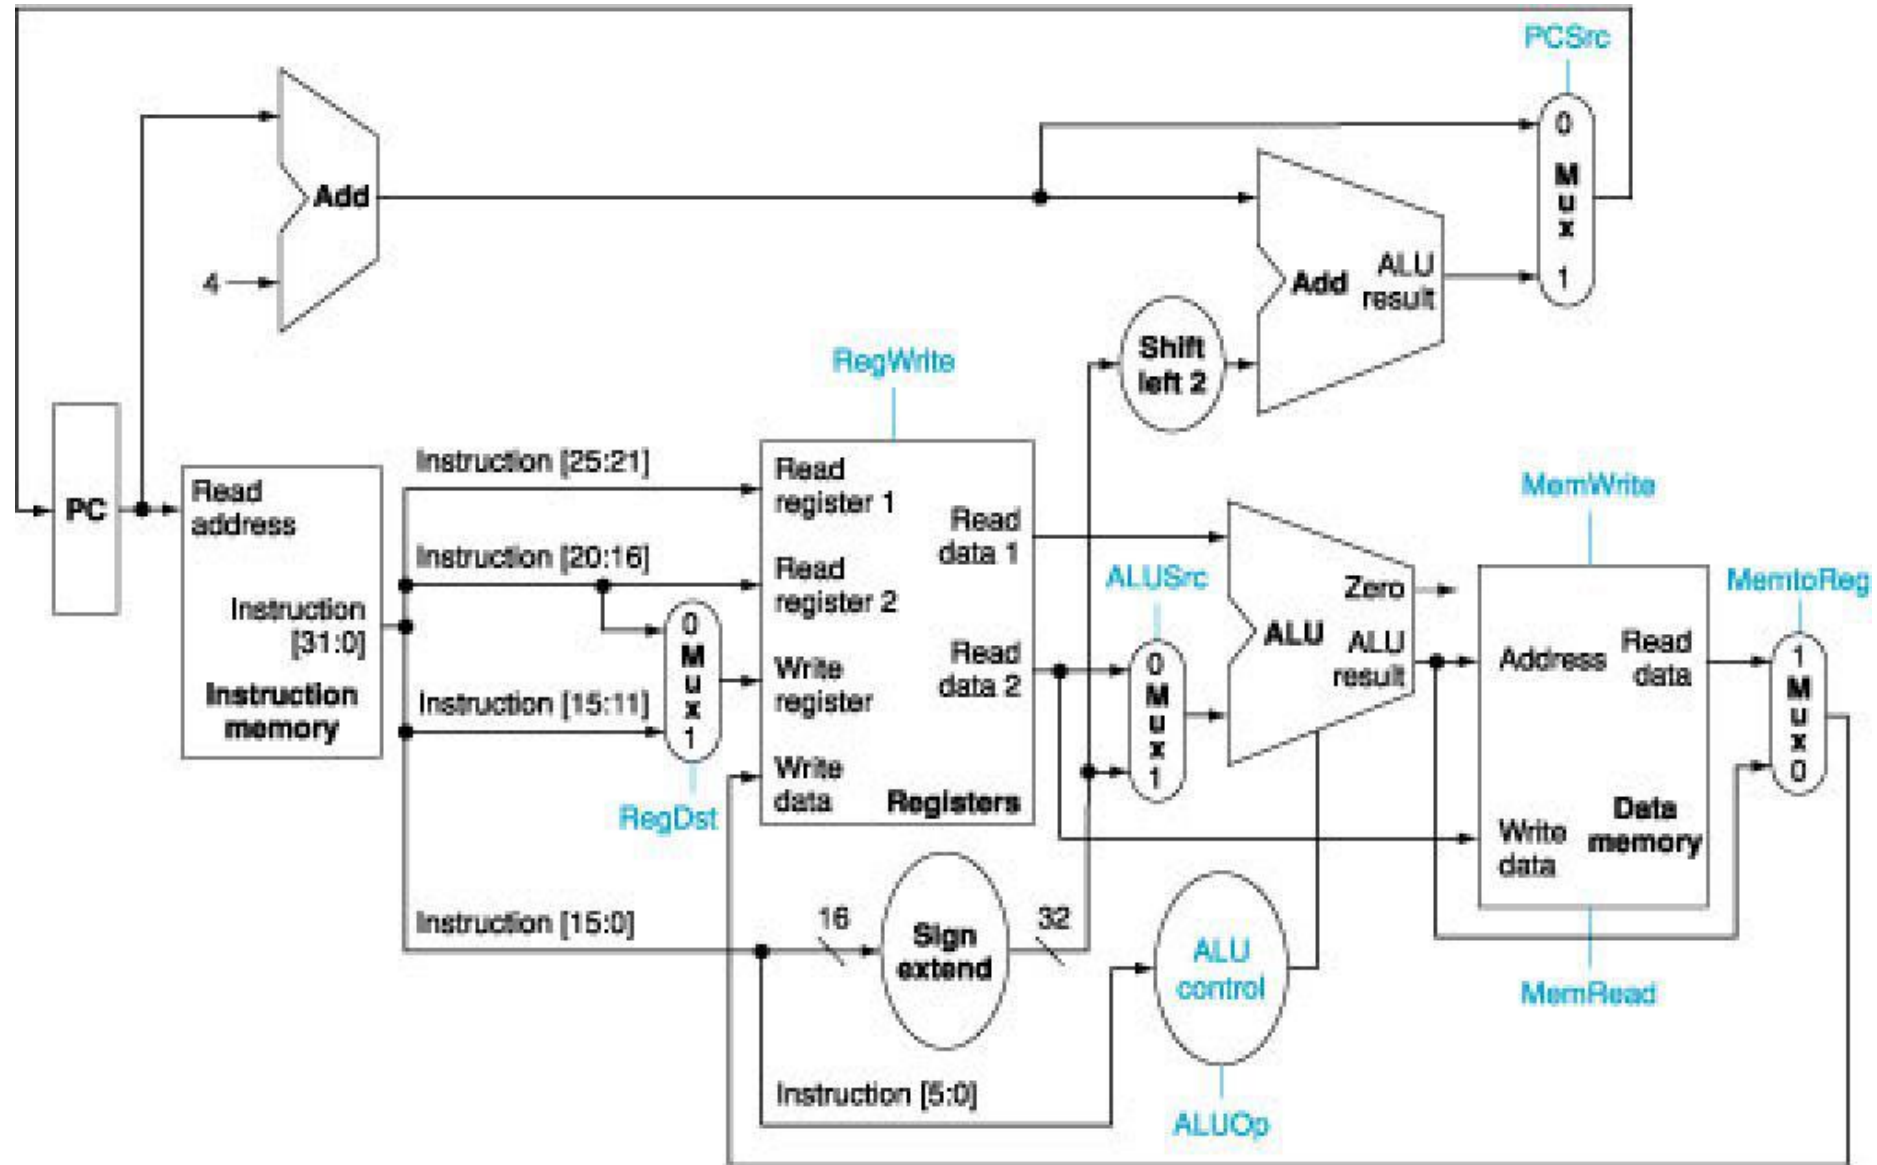 PCSrc
0
M
u
x
1
Add
4
Add
ALU
result
Shift
left 2
RegWrite
PC
Read
address
Instruction
[31:0]
Instruction
memory
Instruction [25:21]
Instruction [20:16]
Instruction [15:11]
Instruction [15:0]
0
M
u
x
1
RegDst
Read
register 1
Read
register 2
Write
register
Write
data
Read
data 1
Read
data 2
Registers
16
Sign
extend
32
Instruction [5:0]
ALUSrc
0
M
u
x
1
Zero
ALU
ALU
result
ALU
control
ALUOp
MemWrite
Address
Read
data
Write
data
Data
memory
MemRead
MemtoReg
1
M
u
x
0